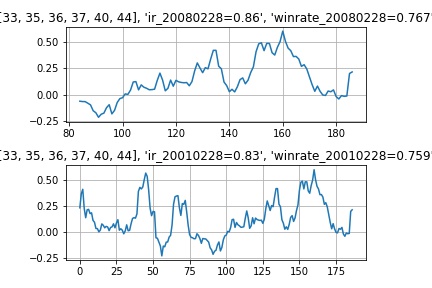 [33, 35, 36, 37, 40, 44], 'ir_20080228=0.86', 'winrate_20080228=0.767'
0.50
0.25
0.00
−0.25
80 100 120 140 160 180
[33, 35, 36, 37, 40, 44], 'ir_20010228=0.83', 'winrate_20010228=0.759'
0.50
0.25
0.00
−0.25
0 25 50 75 100 125 150 175